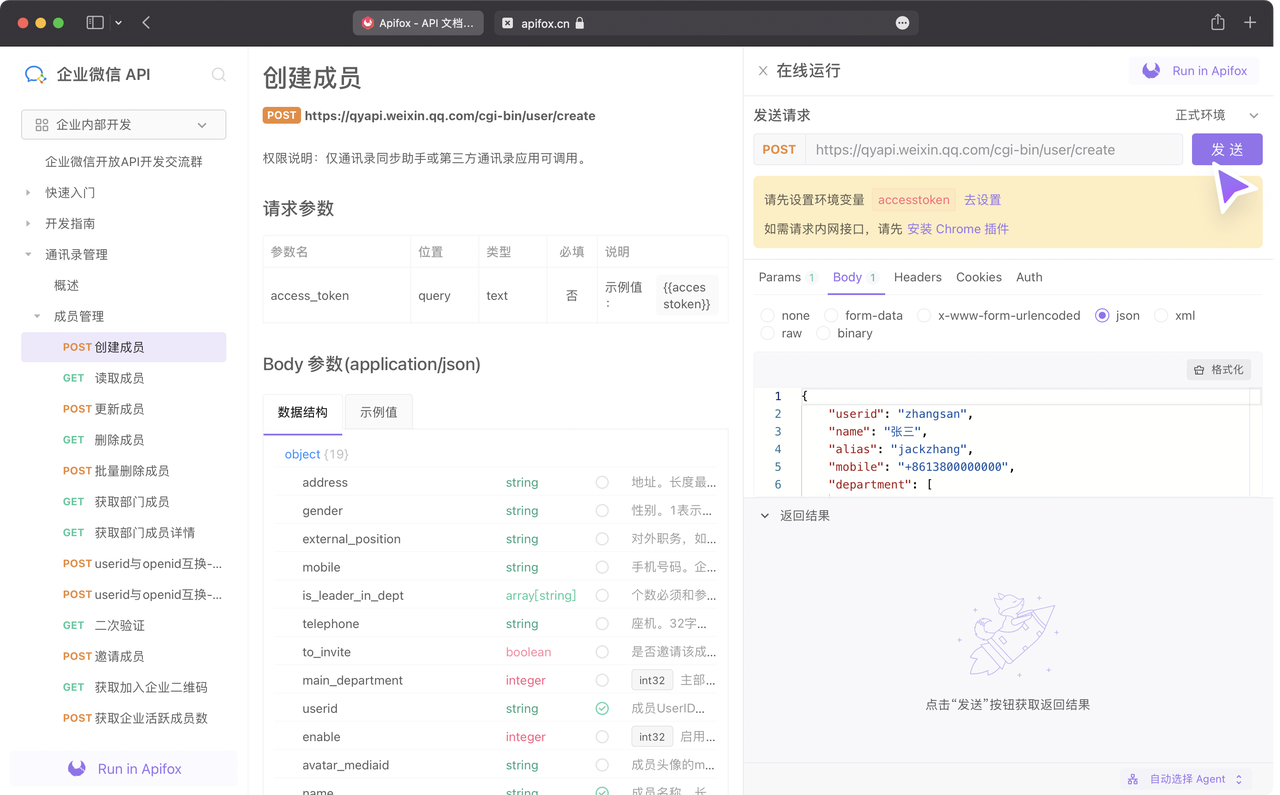 Apifox - API 文档...
apifox.cn
企业微信 API
企业内部开发
企业微信开放API开发交流群
快速入门
开发指南
通讯录管理
概述
成员管理
POST 创建成员
GET 读取成员
POST 更新成员
GET 删除成员
POST 批量删除成员
GET 获取部门成员
GET 获取部门成员详情
POST userid与openid互换-...
POST userid与openid互换-...
GET 二次验证
POST 邀请成员
GET 获取加入企业二维码
POST 获取企业活跃成员数
Run in Apifox
创建成员
POST https://qyapi.weixin.qq.com/cgi-bin/user/create
权限说明：仅通讯录同步助手或第三方通讯录应用可调用。
请求参数
参数名 位置 类型 必填 说明
access_token query text 否 示例值： {{accesstoken}}
Body 参数(application/json)
数据结构 示例值
object {19}
address string 地址。长度最...
gender string 性别。1表示...
external_position string 对外职务，如...
mobile string 手机号码。企...
is_leader_in_dept array[string] 个数必须和参...
telephone string 座机。32字...
to_invite boolean 是否邀请该成...
main_department integer int32 主部...
userid string 成员UserID...
enable integer int32 启用...
avatar_mediaid string 成员头像的m...
name string 成员名称。长...
在线运行
Run in Apifox
发送请求
正式环境
POST https://qyapi.weixin.qq.com/cgi-bin/user/create
发 送
请先设置环境变量 accesstoken 去设置
如需请求内网接口，请先 安装 Chrome 插件
Params 1 Body 1 Headers Cookies Auth
none form-data x-www-form-urlencoded json xml
raw binary
格式化
1 {
2 "userid": "zhangsan",
3 "name": "张三",
4 "alias": "jackzhang",
5 "mobile": "+8613800000000",
6 "department": [
返回结果
点击“发送”按钮获取返回结果
自动选择 Agent